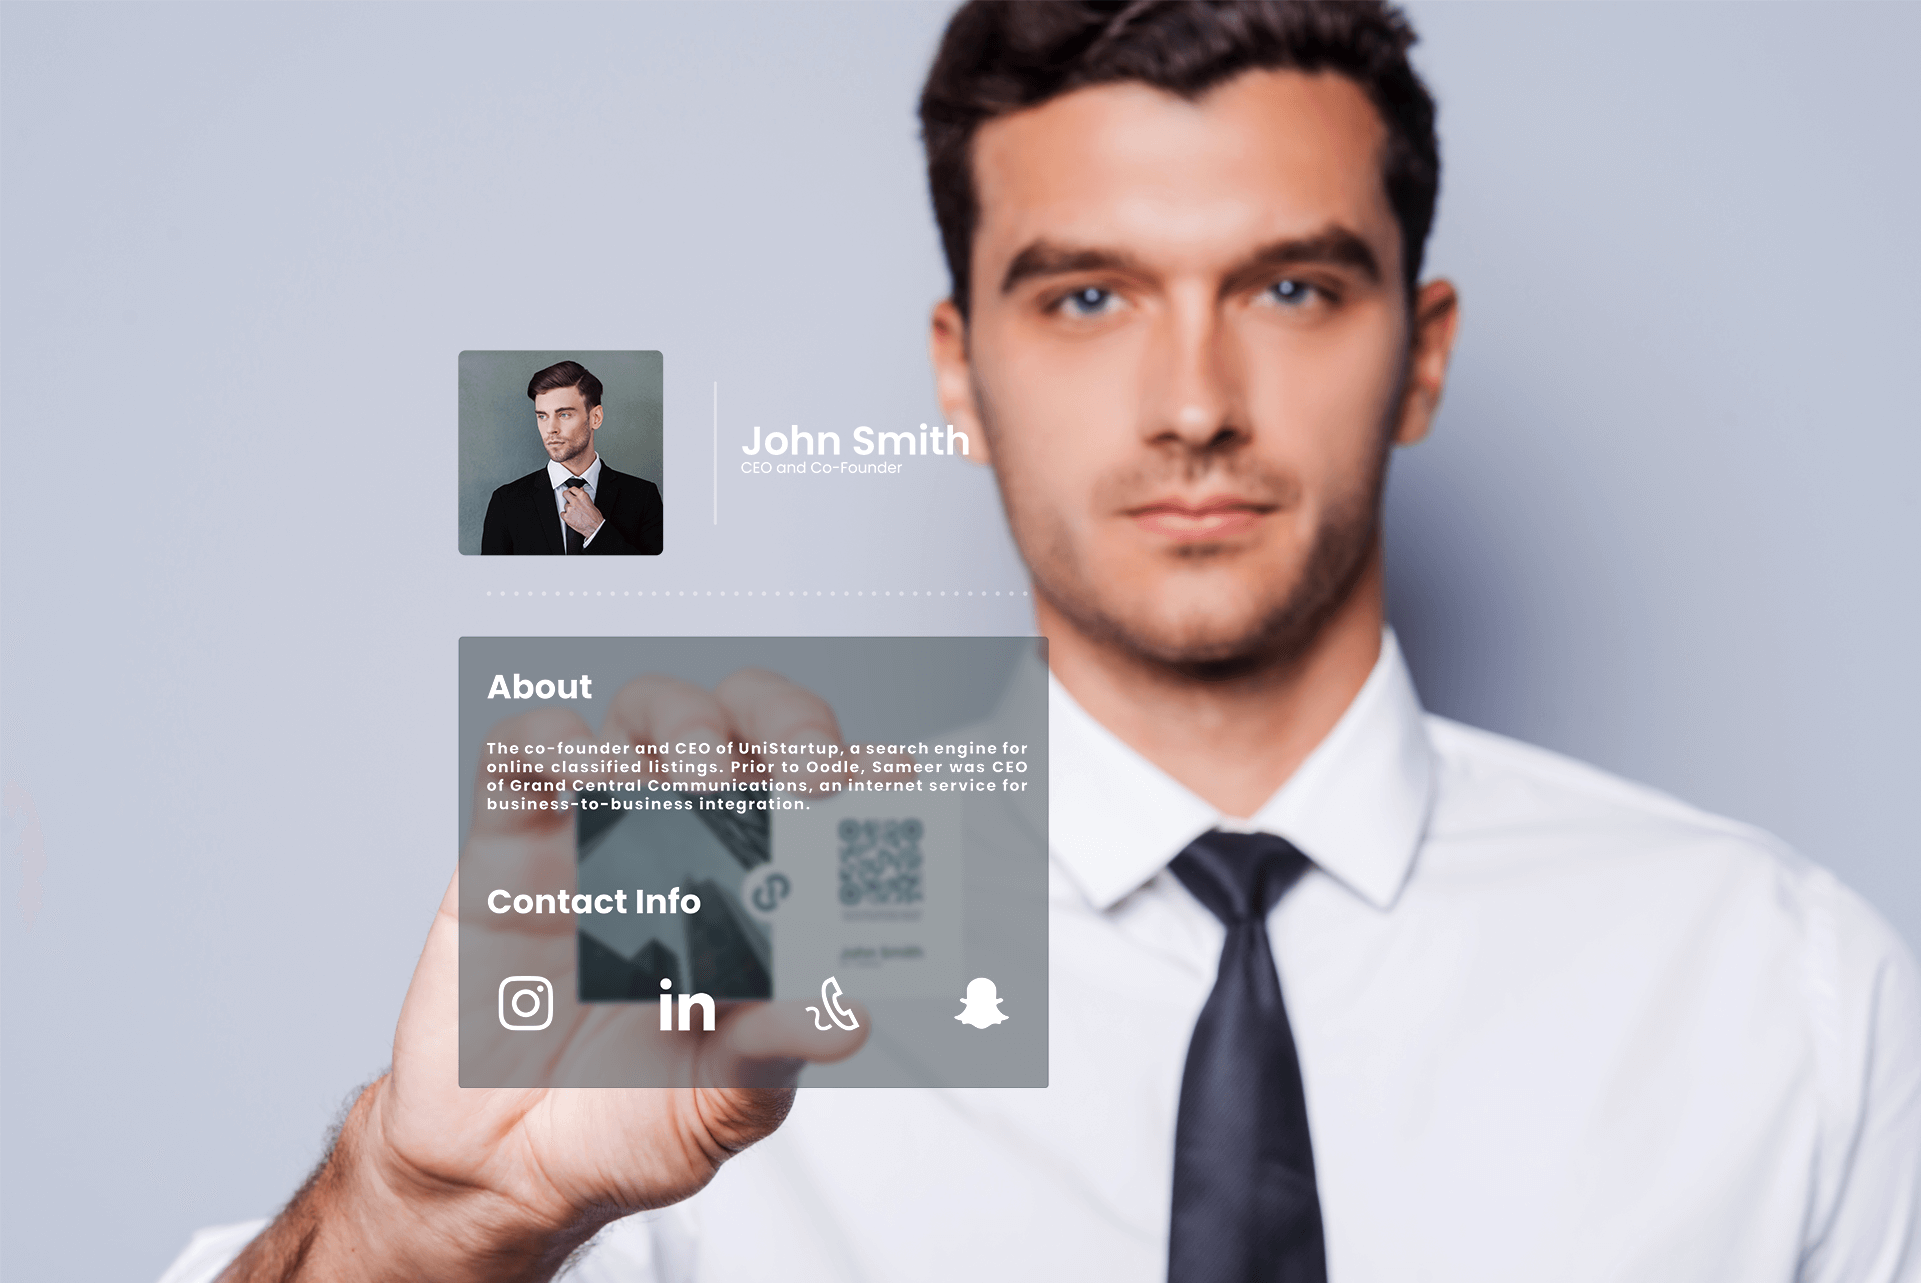 John Smith
CEO and Co-Founder
About
The co-founder and CEO of UniStartup, a search engine for
online classified listings. Prior to Oodle, Sameer was CEO
of Grand Central Communications, an internet service for
business-to-business integration.
Contact Info
in
John Smith